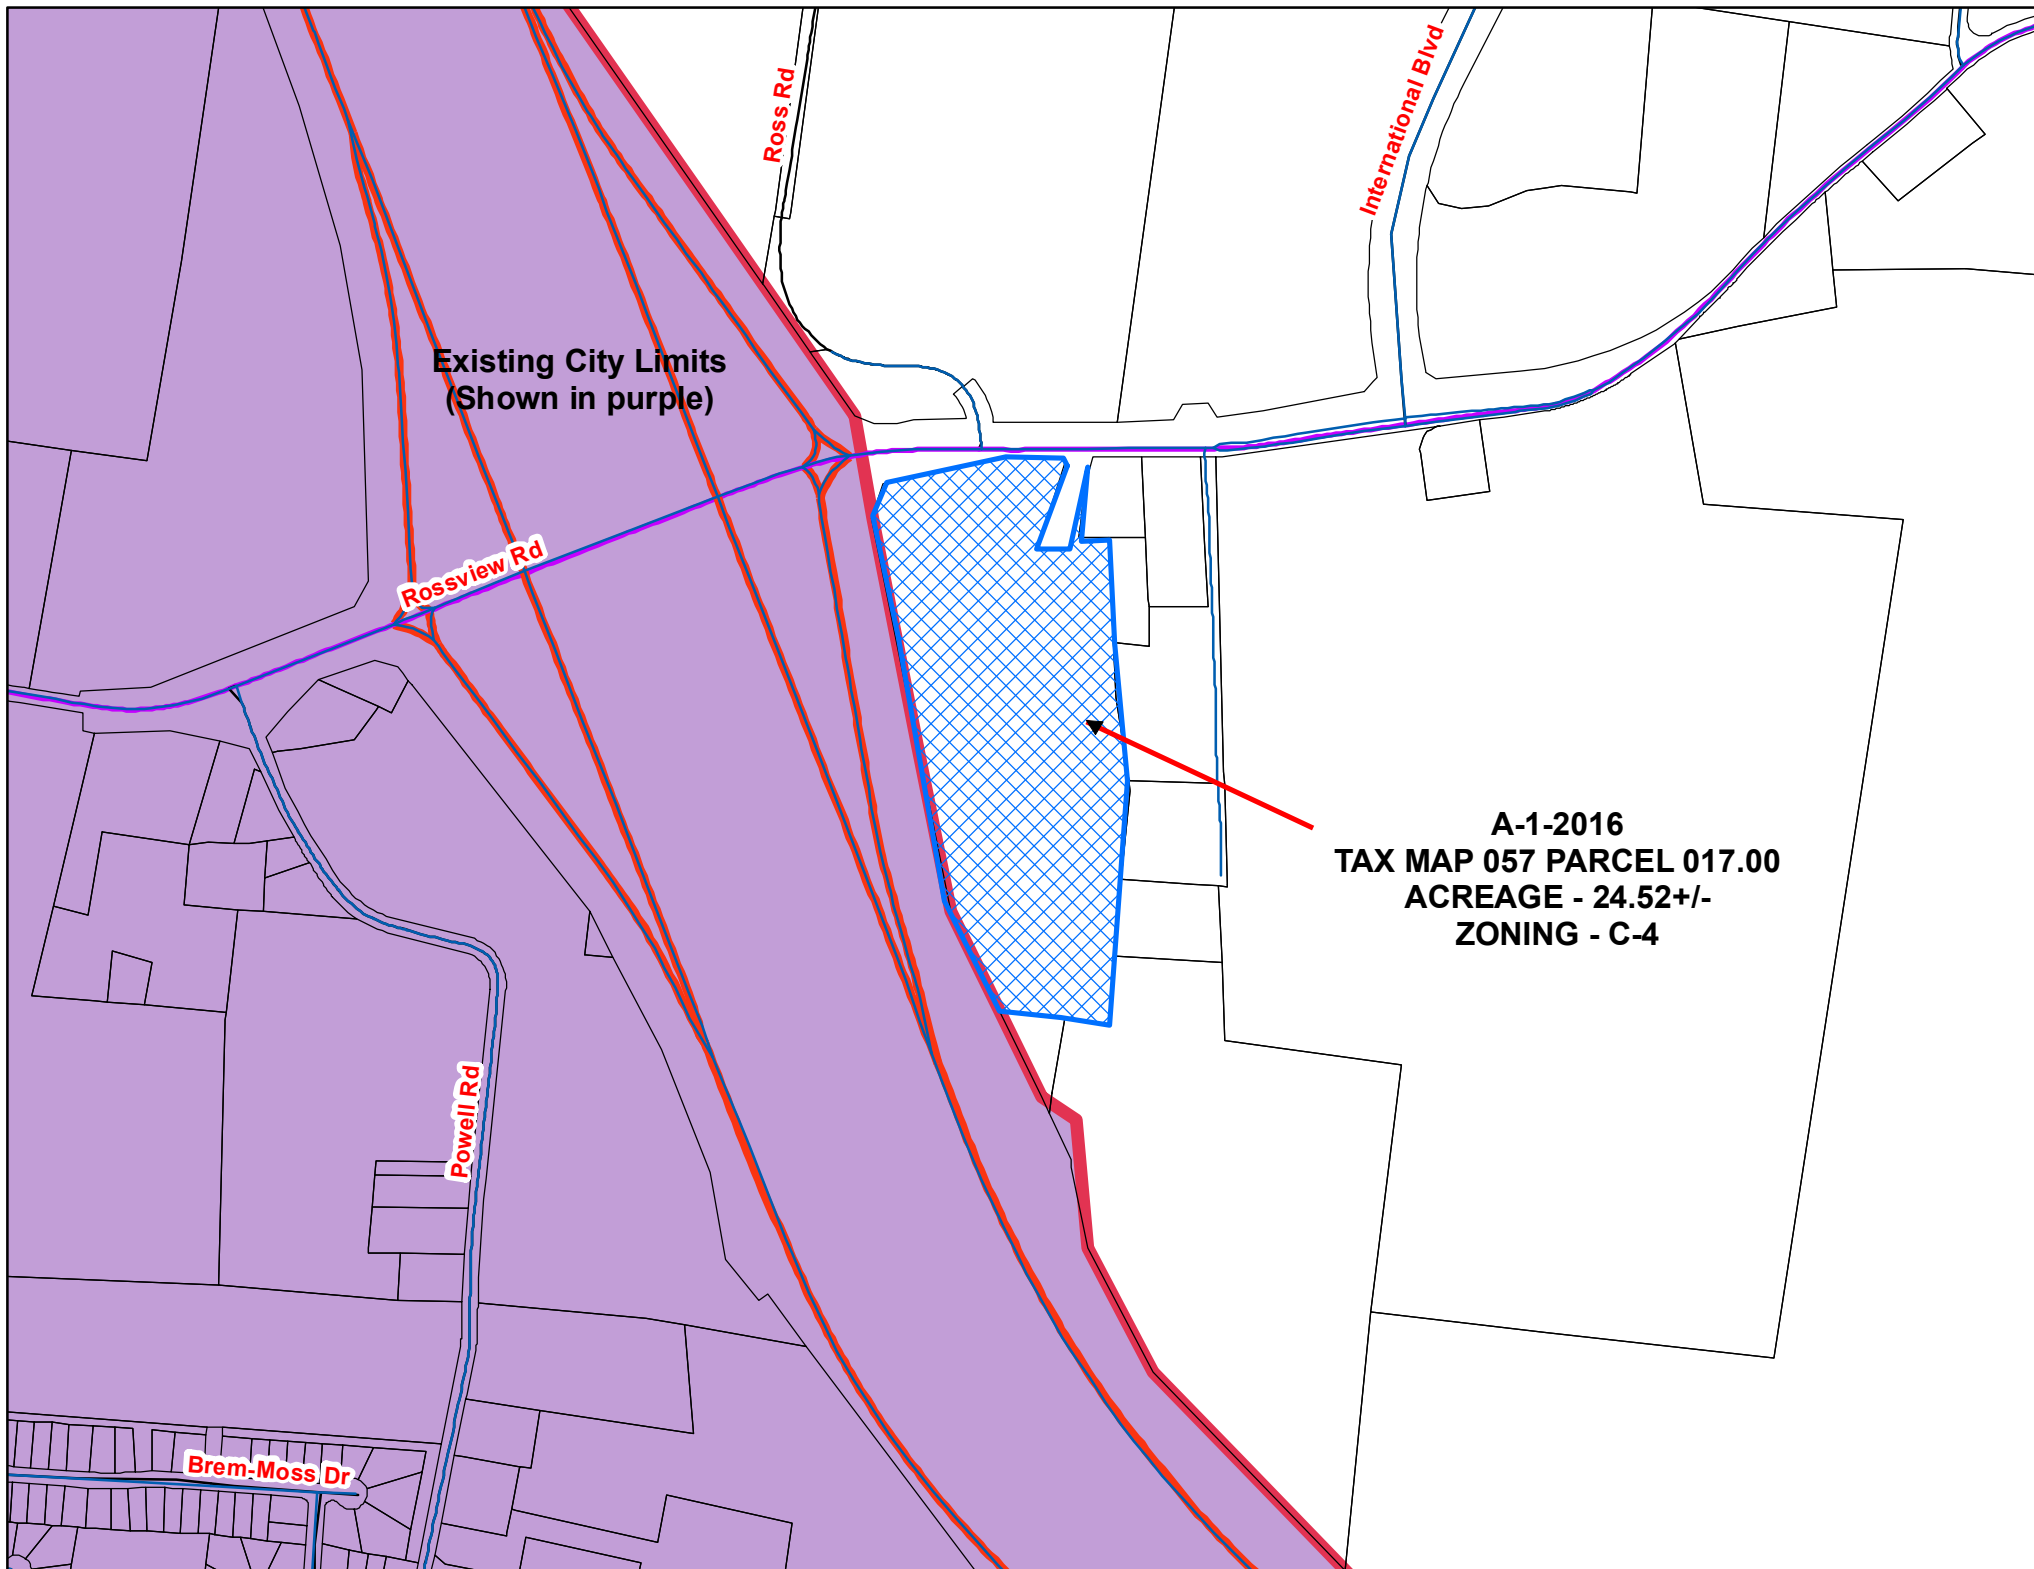 Ross Rd
International Blvd
Existing City Limits
(Shown in purple)
Rossview Rd
A-1-2016
TAX MAP 057 PARCEL 017.00
ACREAGE - 24.52+/-
ZONING - C-4
Powell Rd
Brem-Moss Dr